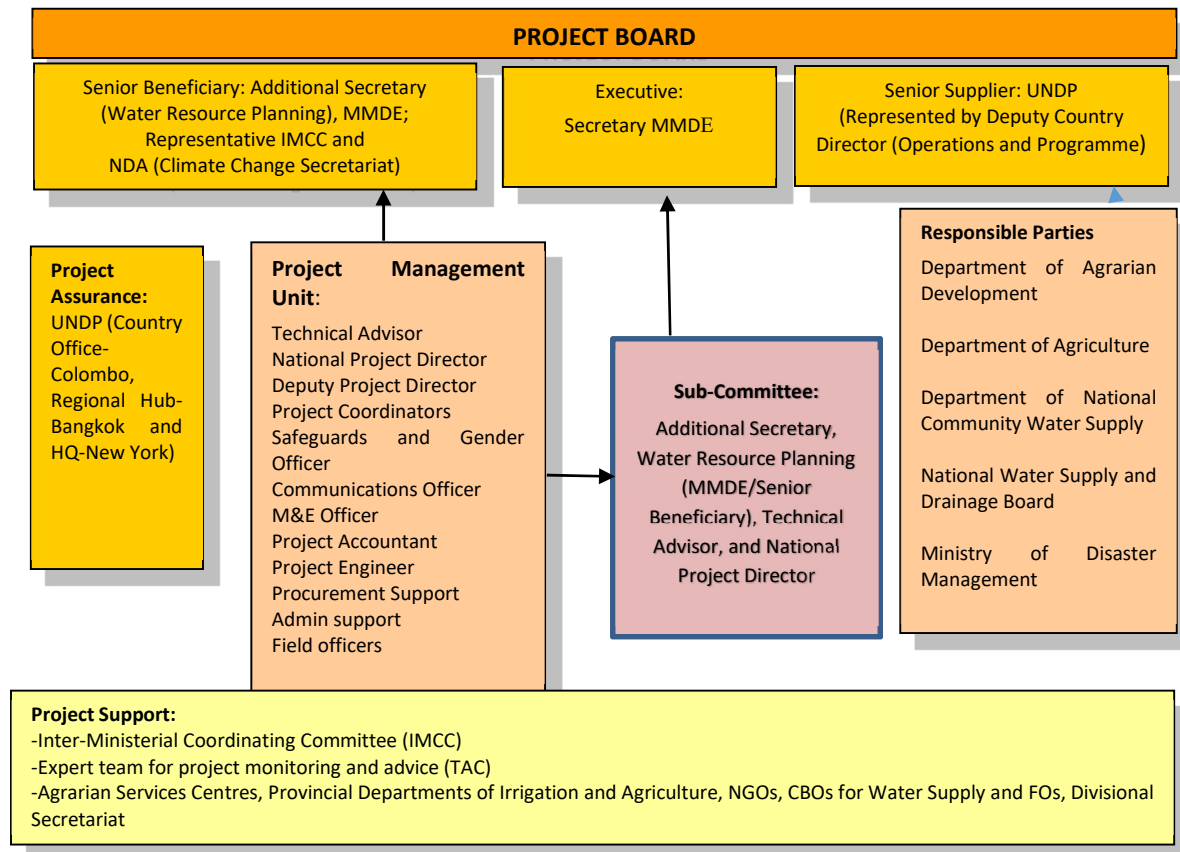 PROJECT BOARD
Senior Beneficiary: Additional Secretary
(Water Resource Planning), MMDE;
Representative IMCC and
NDA (Climate Change Secretariat)
Executive:
Secretary MMDE
Senior Supplier: UNDP
(Represented by Deputy Country
Director (Operations and Programme)
Project
Assurance:
UNDP (Country
Office-
Colombo,
Regional Hub-
Bangkok and
HQ-New York)
Project Management
Unit:
Technical Advisor
National Project Director
Deputy Project Director
Project Coordinators
Safeguards and Gender
Officer
Communications Officer
M&E Officer
Project Accountant
Project Engineer
Procurement Support
Admin support
Field officers
Sub-Committee:
Additional Secretary,
Water Resource Planning
(MMDE/Senior
Beneficiary), Technical
Advisor, and National
Project Director
Responsible Parties
Department of Agrarian
Development
Department of Agriculture
Department of National
Community Water Supply
National Water Supply and
Drainage Board
Ministry of Disaster
Management
Project Support:
-Inter-Ministerial Coordinating Committee (IMCC)
-Expert team for project monitoring and advice (TAC)
-Agrarian Services Centres, Provincial Departments of Irrigation and Agriculture, NGOs, CBOs for Water Supply and FOs, Divisional
Secretariat